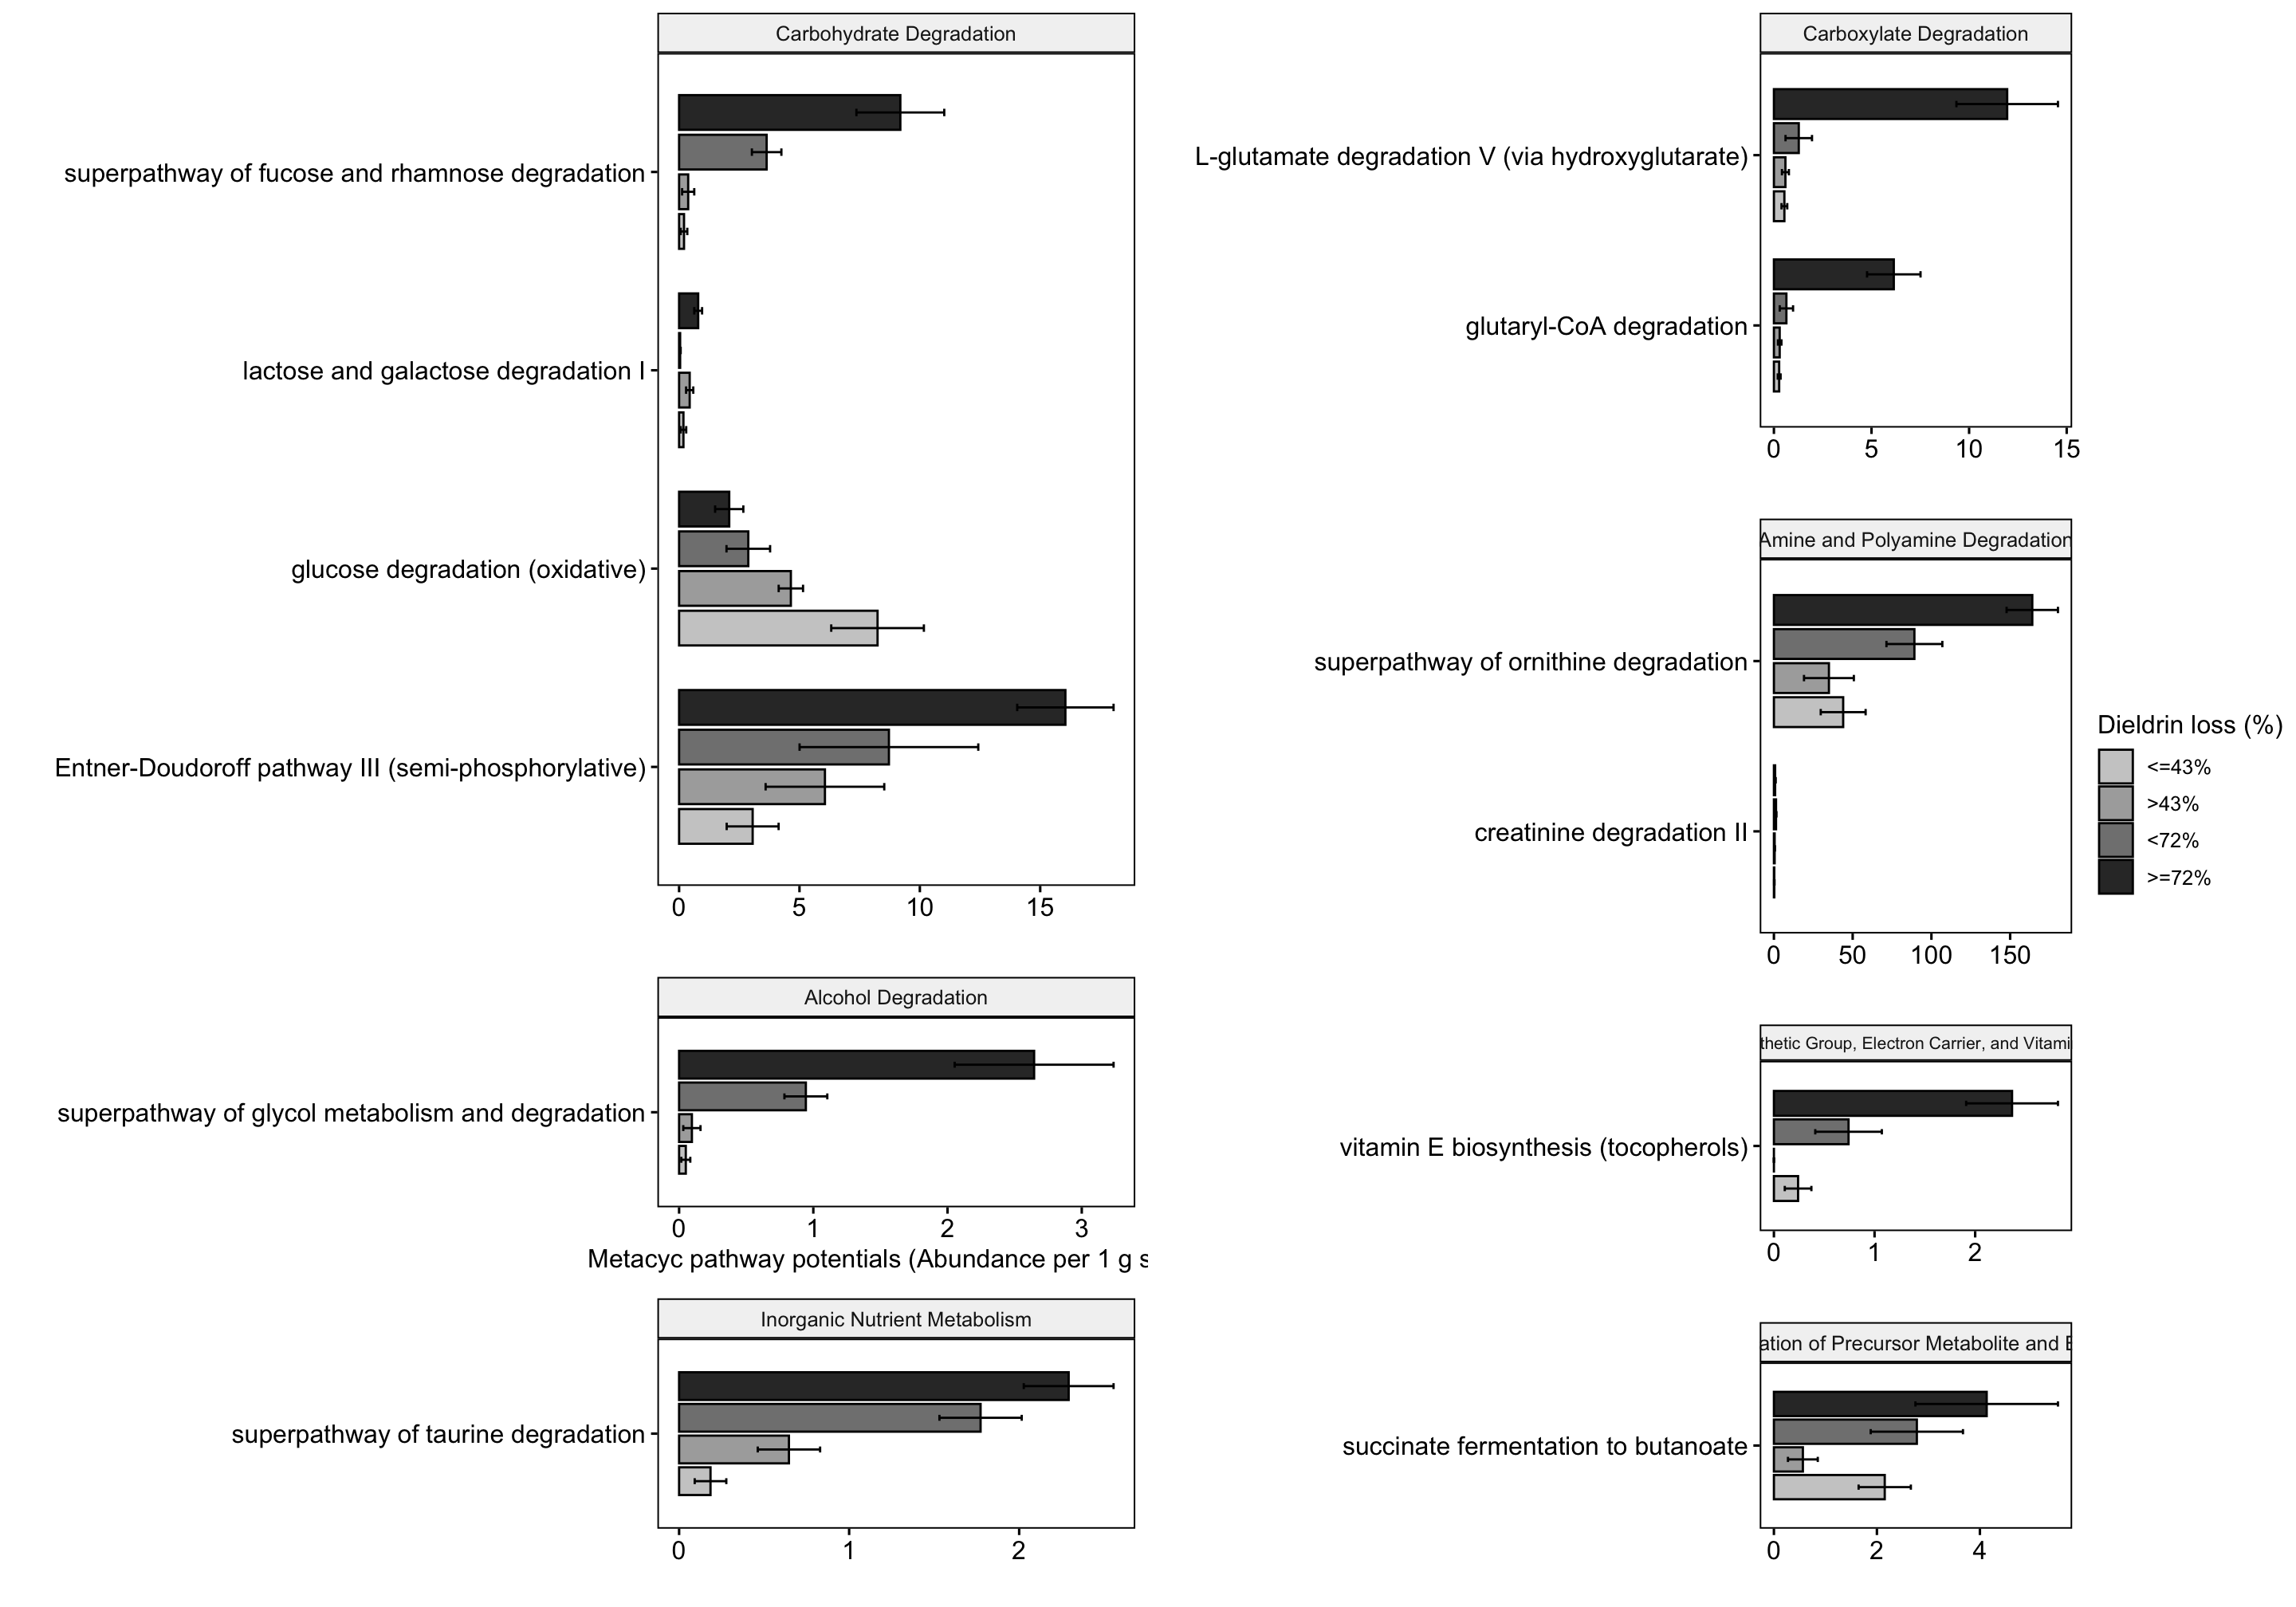 Carbohydrate Degradation
superpathway of fucose and rhamnose degradation
lactose and galactose degradation I
glucose degradation (oxidative)
Entner-Doudoroff pathway III (semi-phosphorylative)
0 5 10 15
Alcohol Degradation
superpathway of glycol metabolism and degradation
0 1 2 3
Metacyc pathway potentials (Abundance per 1 g s
Inorganic Nutrient Metabolism
superpathway of taurine degradation
0 1 2
Carboxylate Degradation
L-glutamate degradation V (via hydroxyglutarate)
glutaryl-CoA degradation
0 5 10 15
Amine and Polyamine Degradation
superpathway of ornithine degradation
creatinine degradation II
0 50 100 150
thetic Group, Electron Carrier, and Vitami
vitamin E biosynthesis (tocopherols)
0 1 2
ation of Precursor Metabolite and E
succinate fermentation to butanoate
0 2 4
Dieldrin loss (%)
<=43%
>43%
<72%
>=72%